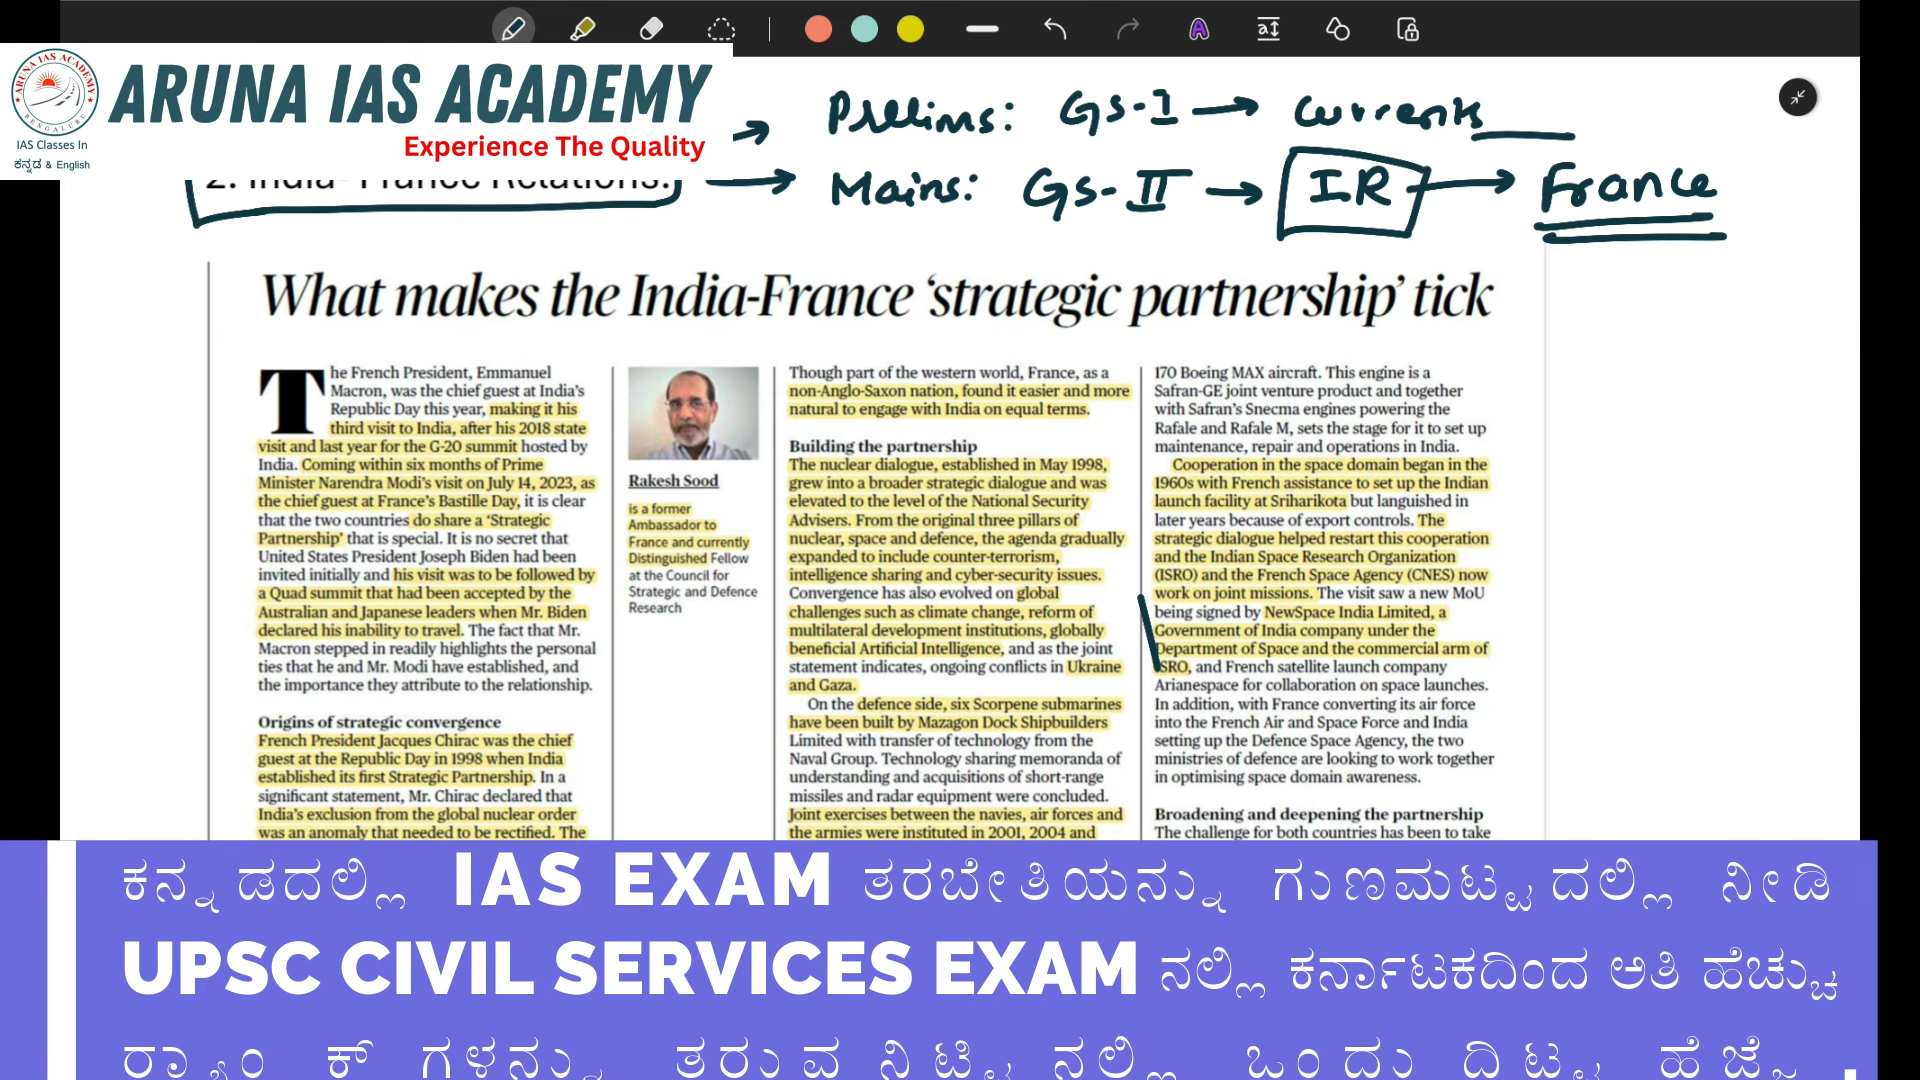 ARUNA IAS ACADEMY
Experience The Quality
ARUNA IAS ACADEMY
BENGALURU
IAS Classes In
ಕನ್ನಡ & English
→ Prelims: GS-I → Currents
2. India- France Relations. → Mains: GS-II → IR → France
What makes the India-France ‘strategic partnership’ tick
The French President, Emmanuel
Macron, was the chief guest at India’s
Republic Day this year, making it his
third visit to India, after his 2018 state
visit and last year for the G-20 summit hosted by
India. Coming within six months of Prime
Minister Narendra Modi’s visit on July 14, 2023, as
the chief guest at France’s Bastille Day, it is clear
that the two countries do share a ‘Strategic
Partnership’ that is special. It is no secret that
United States President Joseph Biden had been
invited initially and his visit was to be followed by
a Quad summit that had been accepted by the
Australian and Japanese leaders when Mr. Biden
declared his inability to travel. The fact that Mr.
Macron stepped in readily highlights the personal
ties that he and Mr. Modi have established, and
the importance they attribute to the relationship.
Origins of strategic convergence
French President Jacques Chirac was the chief
guest at the Republic Day in 1998 when India
established its first Strategic Partnership. In a
significant statement, Mr. Chirac declared that
India’s exclusion from the global nuclear order
was an anomaly that needed to be rectified. The
Rakesh Sood
is a former
Ambassador to
France and currently
Distinguished Fellow
at the Council for
Strategic and Defence
Research
Though part of the western world, France, as a
non-Anglo-Saxon nation, found it easier and more
natural to engage with India on equal terms.
Building the partnership
The nuclear dialogue, established in May 1998,
grew into a broader strategic dialogue and was
elevated to the level of the National Security
Advisers. From the original three pillars of
nuclear, space and defence, the agenda gradually
expanded to include counter-terrorism,
intelligence sharing and cyber-security issues.
Convergence has also evolved on global
challenges such as climate change, reform of
multilateral development institutions, globally
beneficial Artificial Intelligence, and as the joint
statement indicates, ongoing conflicts in Ukraine
and Gaza.
On the defence side, six Scorpene submarines
have been built by Mazagon Dock Shipbuilders
Limited with transfer of technology from the
Naval Group. Technology sharing memoranda of
understanding and acquisitions of short-range
missiles and radar equipment were concluded.
Joint exercises between the navies, air forces and
the armies were instituted in 2001, 2004 and
170 Boeing MAX aircraft. This engine is a
Safran-GE joint venture product and together
with Safran’s Snecma engines powering the
Rafale and Rafale M, sets the stage for it to set up
maintenance, repair and operations in India.
Cooperation in the space domain began in the
1960s with French assistance to set up the Indian
launch facility at Sriharikota but languished in
later years because of export controls. The
strategic dialogue helped restart this cooperation
and the Indian Space Research Organization
(ISRO) and the French Space Agency (CNES) now
work on joint missions. The visit saw a new MoU
being signed by NewSpace India Limited, a
Government of India company under the
Department of Space and the commercial arm of
ISRO, and French satellite launch company
Arianespace for collaboration on space launches.
In addition, with France converting its air force
into the French Air and Space Force and India
setting up the Defence Space Agency, the two
ministries of defence are looking to work together
in optimising space domain awareness.
Broadening and deepening the partnership
The challenge for both countries has been to take
ಕನ್ನಡದಲ್ಲಿ IAS EXAM ತರಬೇತಿಯನ್ನು ಗುಣಮಟ್ಟದಲ್ಲಿ ನೀಡಿ
UPSC CIVIL SERVICES EXAM ನಲ್ಲಿ ಕರ್ನಾಟಕದಿಂದ ಅತಿ ಹೆಚ್ಚು
ರ‍್ಯಾಂಕ್ ಗಳನ್ನು ತರುವ ನಿಟ್ಟಿನಲ್ಲಿ ಒಂದು ದಿಟ್ಟ ಹೆಜ್ಜೆ .